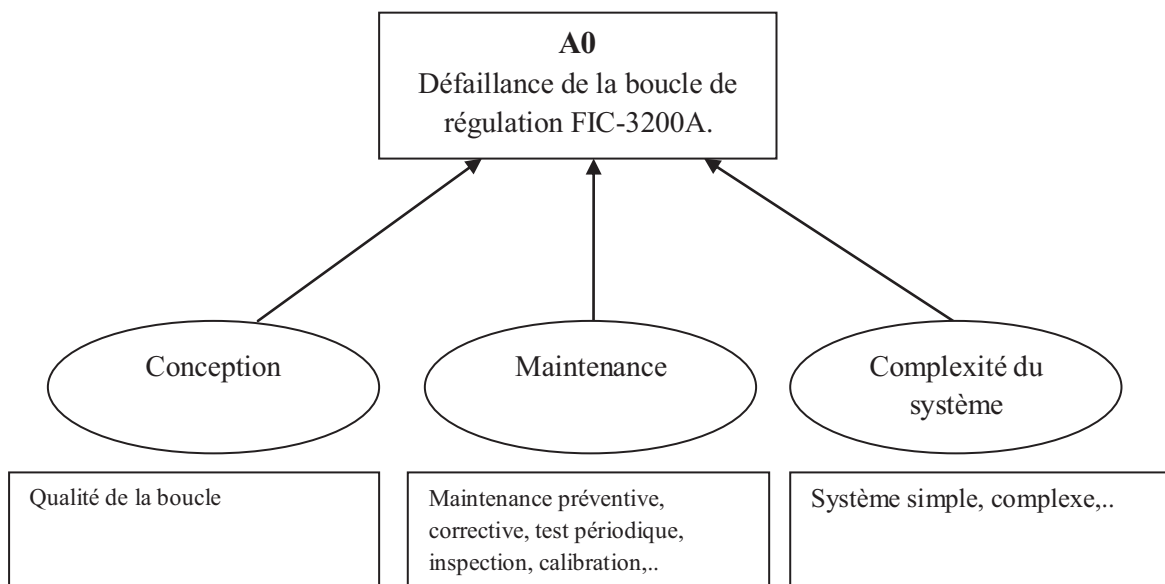 A0
Défaillance de la boucle de
régulation FIC-3200A.
Conception
Maintenance
Complexité du
système
Qualité de la boucle
Maintenance préventive,
corrective, test périodique,
inspection, calibration,..
Système simple, complexe,..